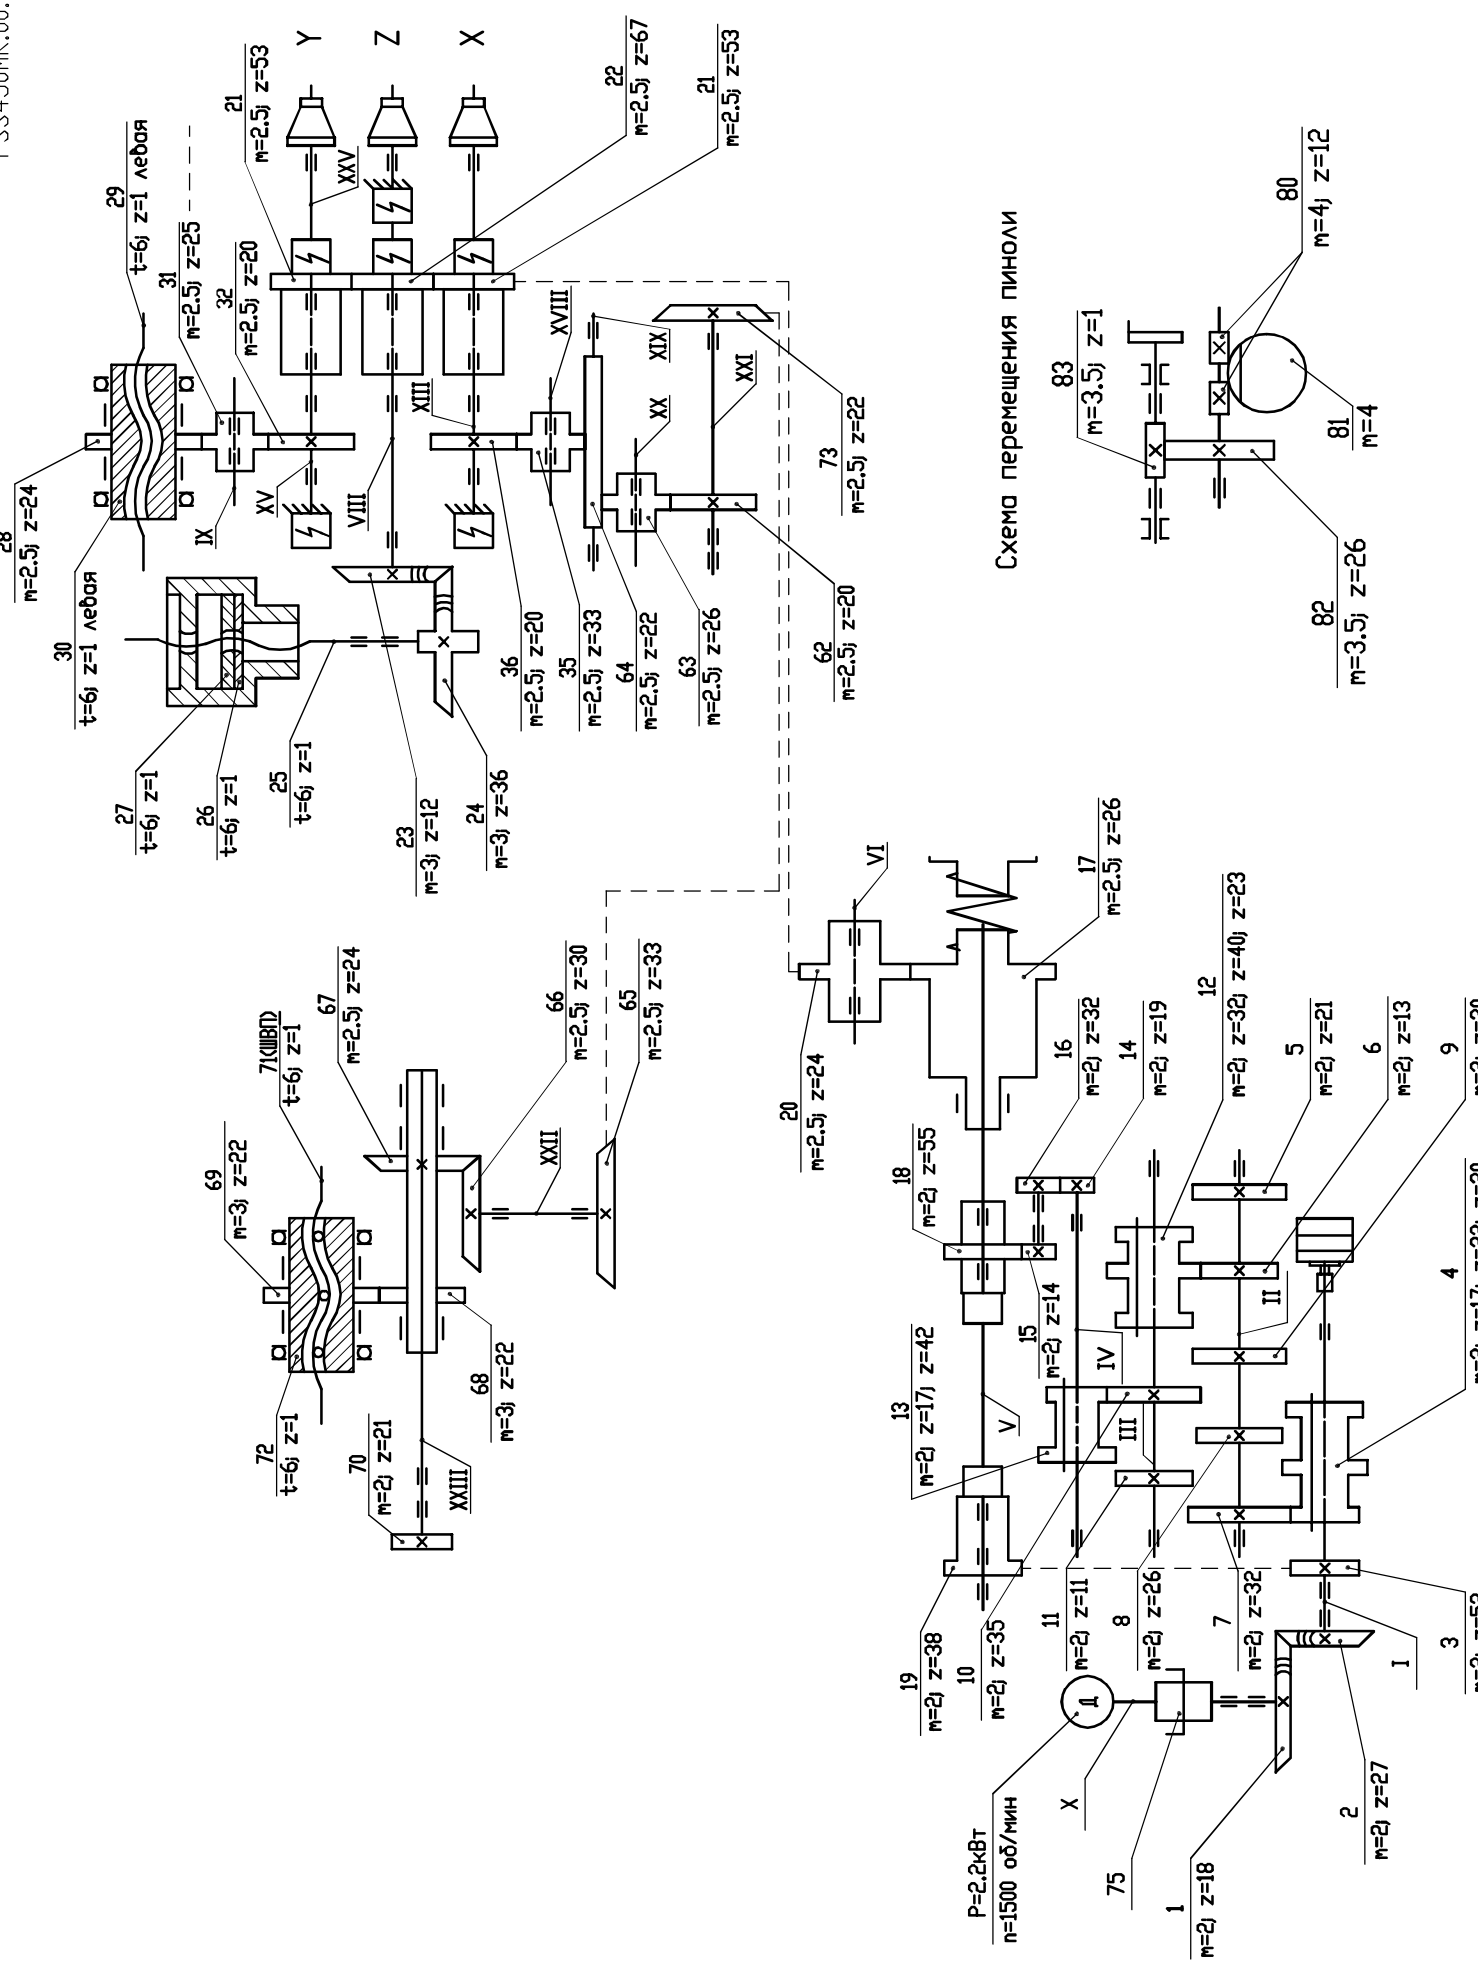 28
m=2.5; z=24
29
t=6; z=1 левая
30
t=6; z=1 левая
31
m=2.5; z=25
32
m=2.5; z=20
21
m=2.5; z=53
Y
Z
X
22
m=2.5; z=67
21
m=2.5; z=53
27
t=6; z=1
26
t=6; z=1
25
t=6; z=1
IX
XV
VIII
XIII
XXV
XVIII
XIX
XX
XXI
23
m=3; z=12
24
m=3; z=36
36
m=2.5; z=20
35
m=2.5; z=33
64
m=2.5; z=22
63
m=2.5; z=26
62
m=2.5; z=20
73
m=2.5; z=22
69
m=3; z=22
71(ШВП)
t=6; z=1
67
m=2.5; z=24
72
t=6; z=1
70
m=2; z=21
XXIII
68
m=3; z=22
66
m=2.5; z=30
XXII
65
m=2.5; z=33
Схема перемещения пиноли
83
m=3.5; z=1
80
m=4; z=12
81
m=4
82
m=3.5; z=26
20
m=2.5; z=24
VI
17
m=2.5; z=26
18
m=2; z=55
16
m=2; z=32
14
m=2; z=19
12
m=2; z=32; z=40; z=23
5
m=2; z=21
6
m=2; z=13
9
13
m=2; z=17; z=42
V
15
m=2; z=14
IV
III
II
4
19
m=2; z=38
10
m=2; z=35
11
m=2; z=11
8
m=2; z=26
7
m=2; z=32
I
3
P=2.2кВт
n=1500 об/мин
Д
X
75
1
m=2; z=18
2
m=2; z=27